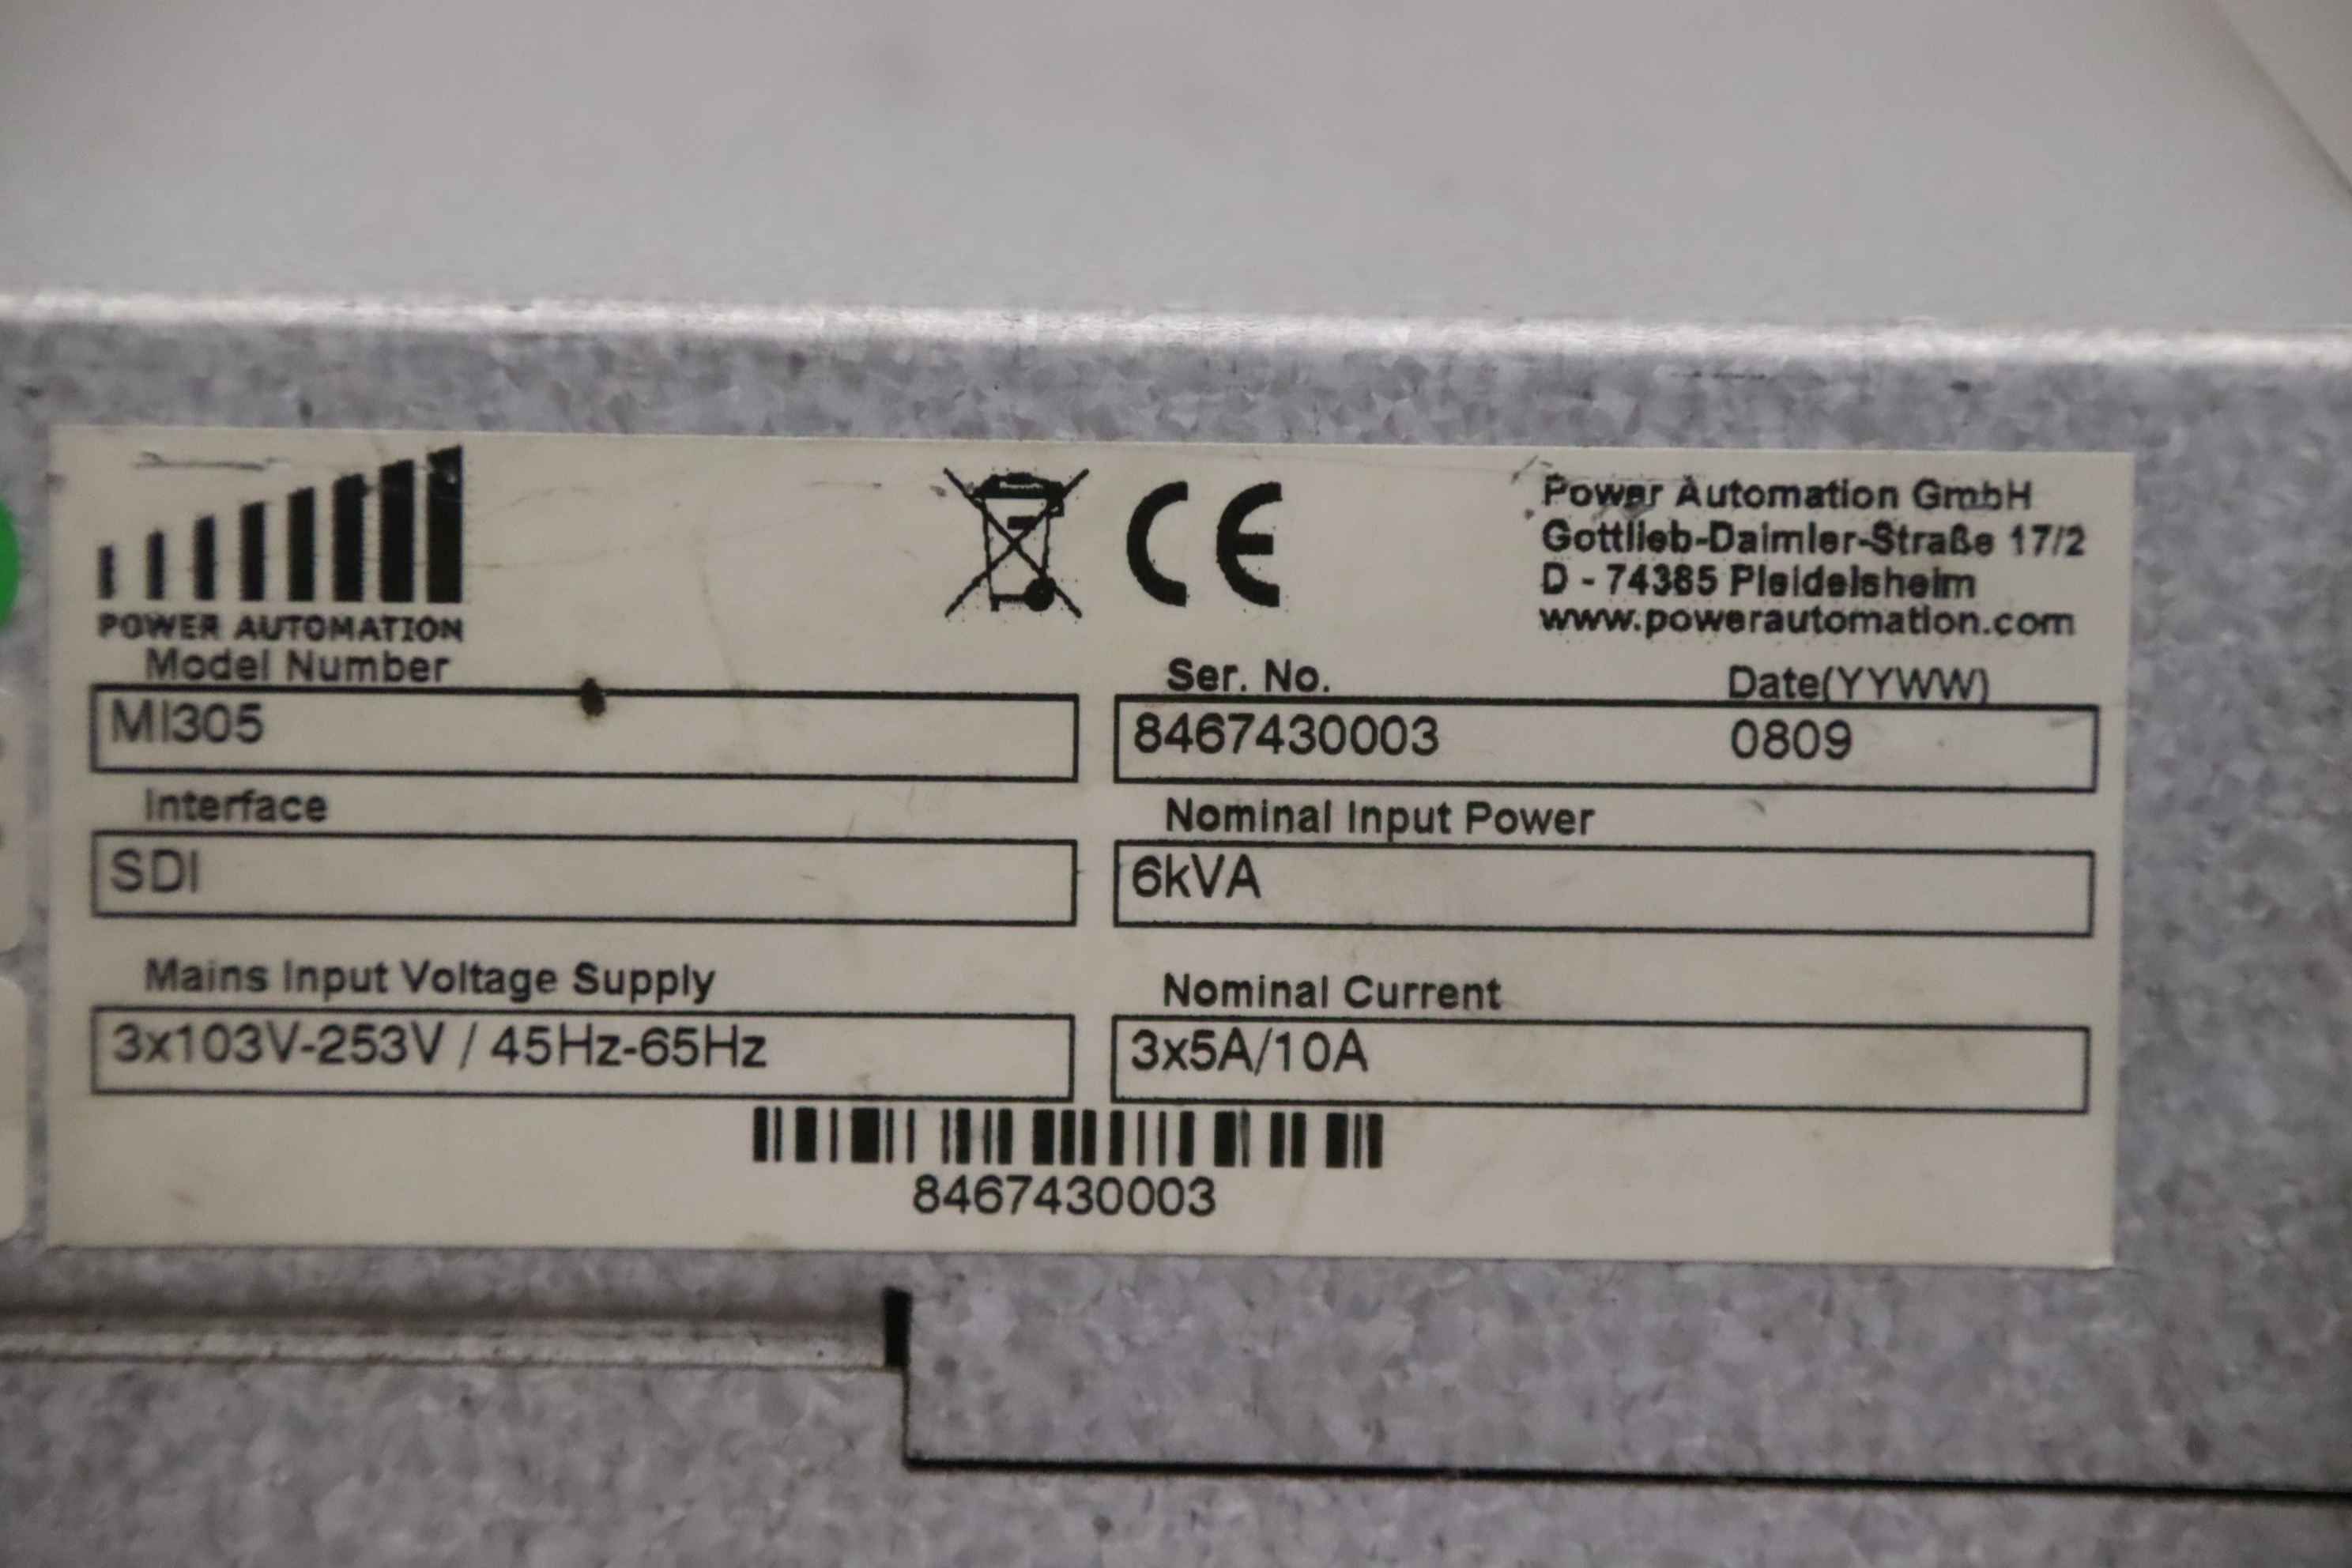 POWER AUTOMATION
CE
Power Automation GmbH
Gottlieb-Daimler-Straße 17/2
D - 74385 Pleidelsheim
www.powerautomation.com
Model Number
MI305
Ser. No. Date(YYWW)
8467430003 0809
Interface
SDI
Nominal Input Power
6kVA
Mains Input Voltage Supply
3x103V-253V / 45Hz-65Hz
Nominal Current
3x5A/10A
8467430003